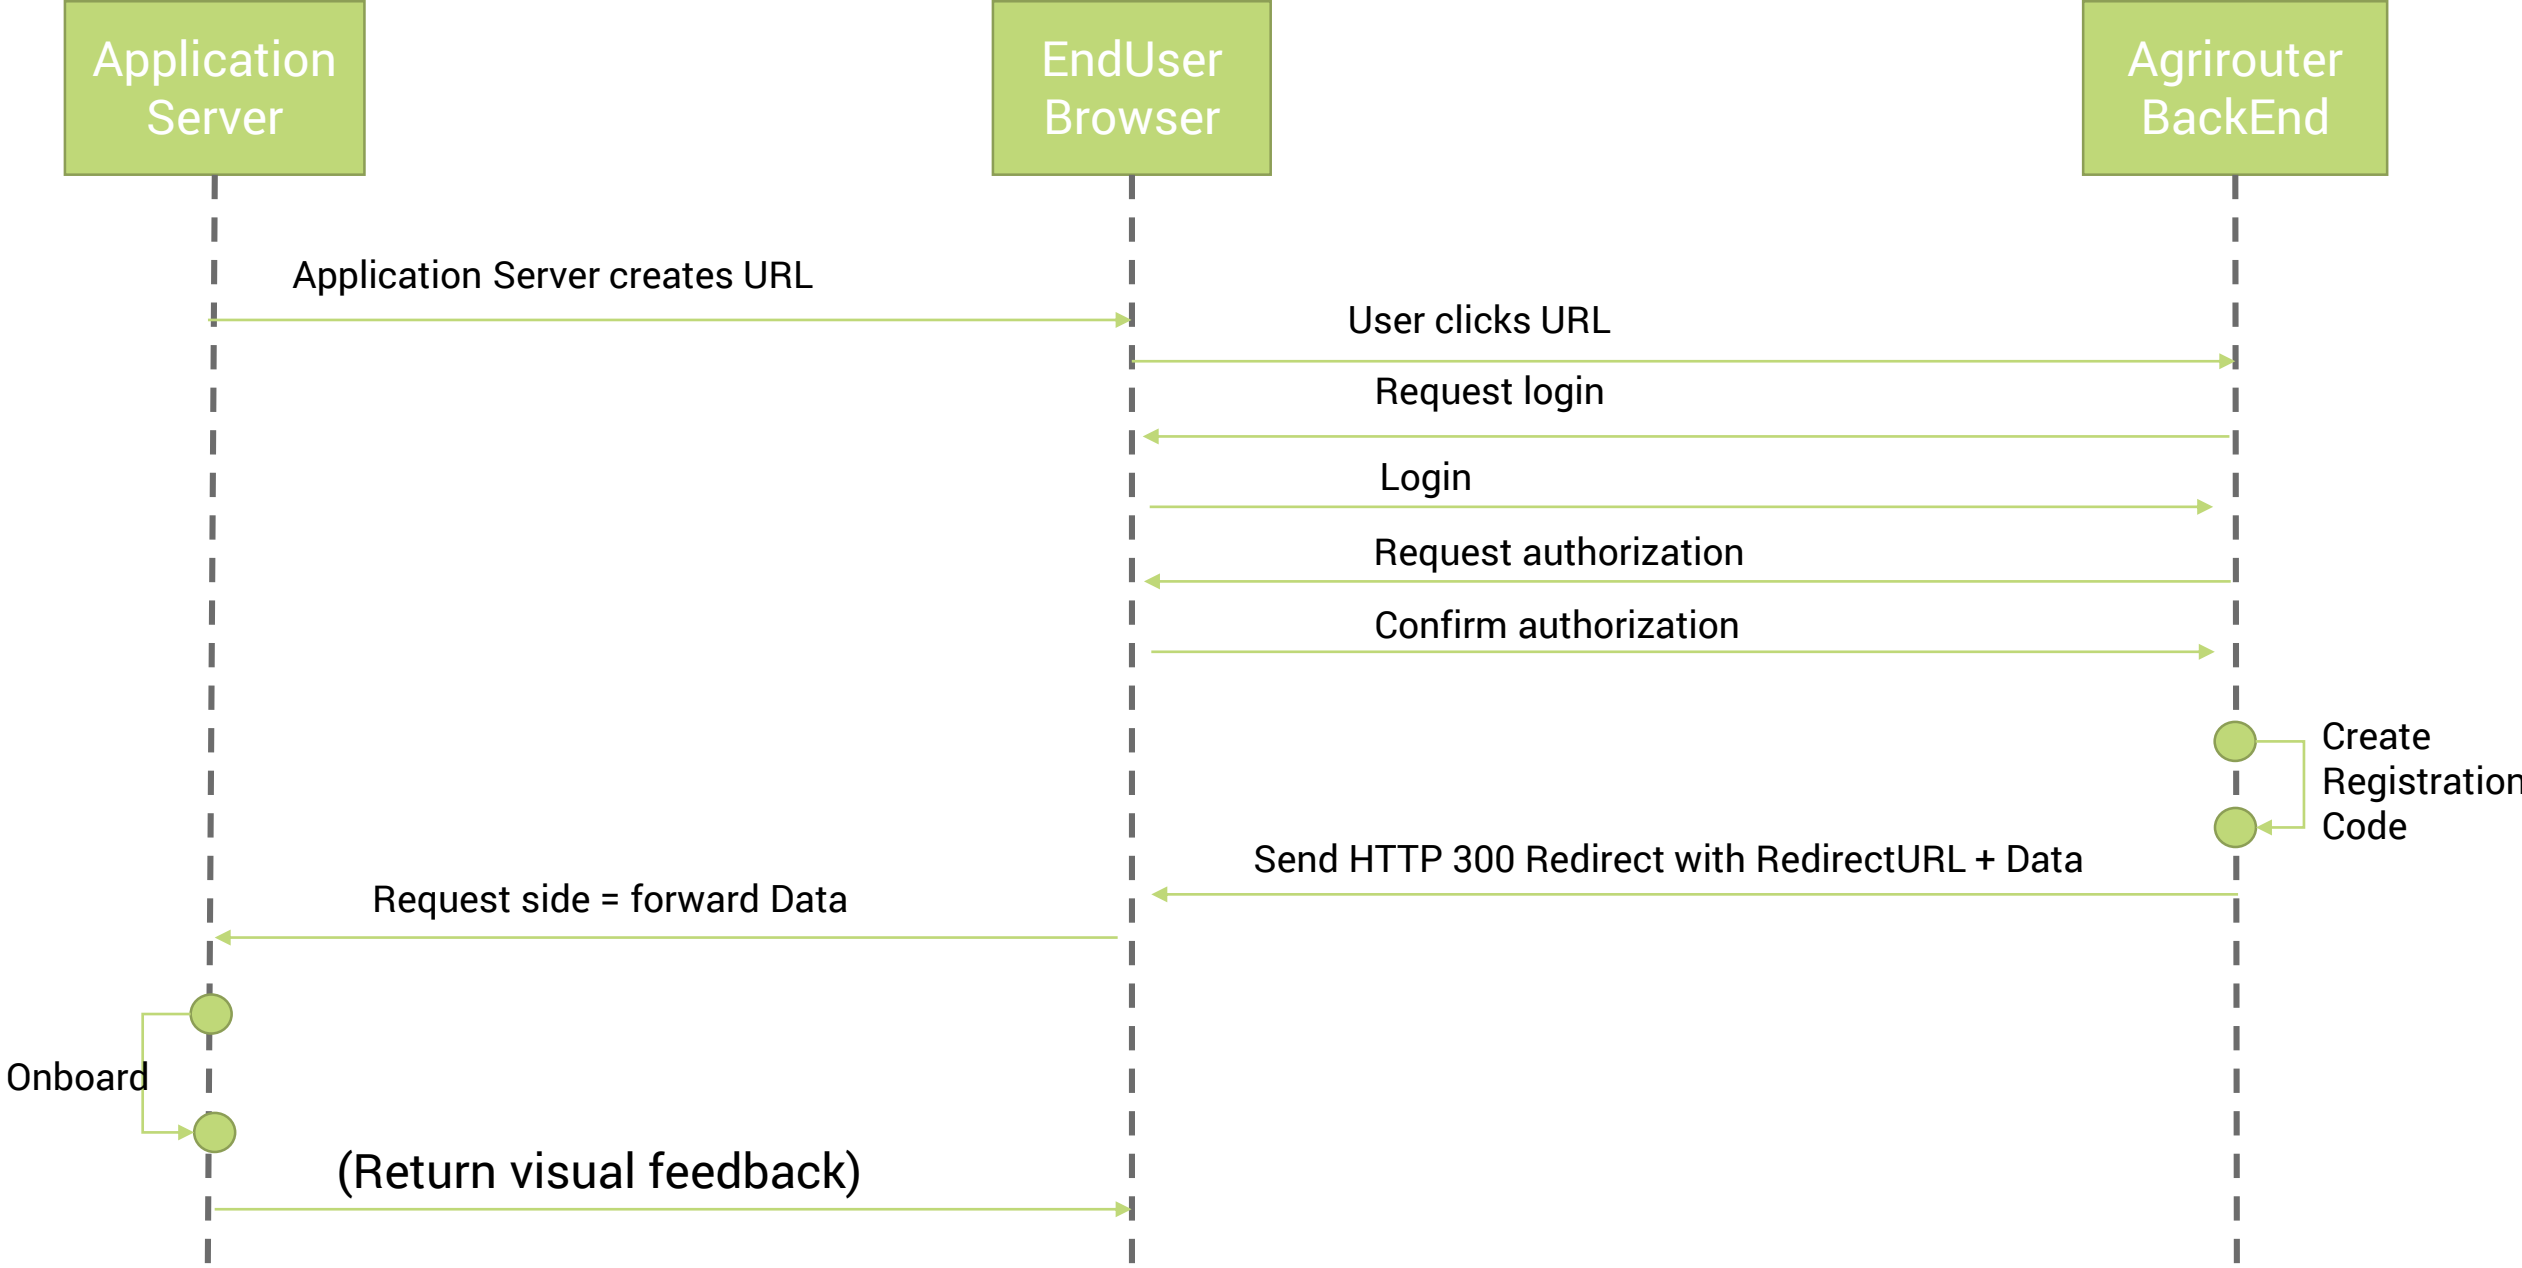 Application
Server
EndUser
Browser
Agrirouter
BackEnd
Application Server creates URL
User clicks URL
Request login
Login
Request authorization
Confirm authorization
Create
Registration
Code
Send HTTP 300 Redirect with RedirectURL + Data
Request side = forward Data
Onboard
(Return visual feedback)